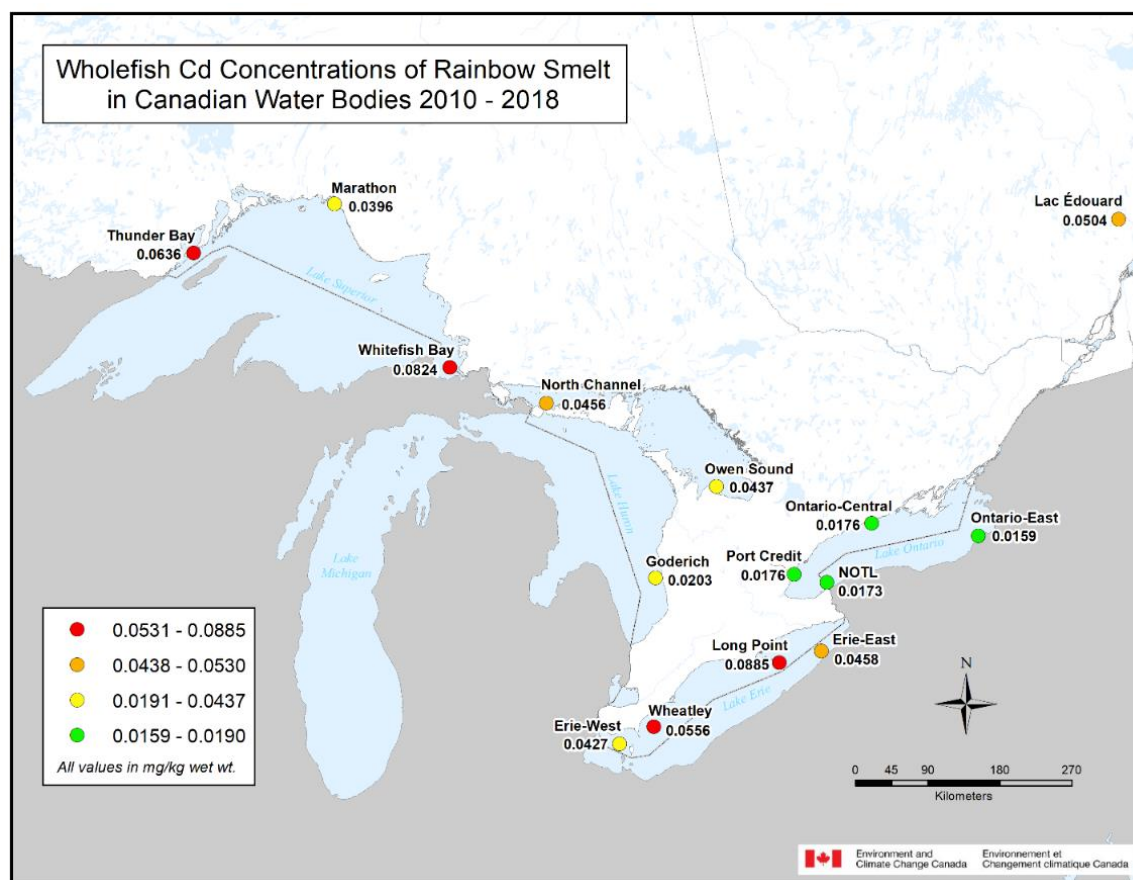 Wholefish Cd Concentrations of Rainbow Smelt
in Canadian Water Bodies 2010 - 2018
Marathon
0.0396
Lac Édouard
0.0504
Thunder Bay
0.0636
Lake Superior
Whitefish Bay
0.0824
North Channel
0.0456
Owen Sound
0.0437
Lake Huron
Ontario-Central
0.0176
Ontario-East
0.0159
Lake Ontario
Lake
Michigan
Goderich
0.0203
Port Credit
0.0176
NOTL
0.0173
Long Point
0.0885
Erie-East
0.0458
Lake Erie
Wheatley
0.0556
Erie-West
0.0427
0.0531 - 0.0885
0.0438 - 0.0530
0.0191 - 0.0437
0.0159 - 0.0190
All values in mg/kg wet wt.
N
0 45 90 180 270
Kilometers
Environment and
Climate Change Canada
Environnement et
Changement climatique Canada